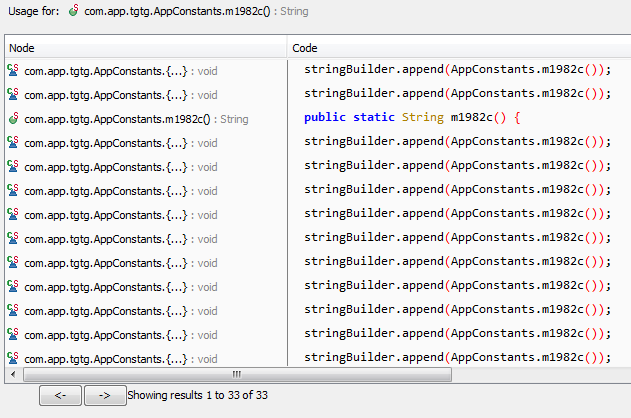 Usage for: com.app.tgtg.AppConstants.m1982c() : String
Node Code
com.app.tgtg.AppConstants.{...} : void stringBuilder.append(AppConstants.m1982c());
com.app.tgtg.AppConstants.{...} : void stringBuilder.append(AppConstants.m1982c());
com.app.tgtg.AppConstants.m1982c() : String public static String m1982c() {
com.app.tgtg.AppConstants.{...} : void stringBuilder.append(AppConstants.m1982c());
com.app.tgtg.AppConstants.{...} : void stringBuilder.append(AppConstants.m1982c());
com.app.tgtg.AppConstants.{...} : void stringBuilder.append(AppConstants.m1982c());
com.app.tgtg.AppConstants.{...} : void stringBuilder.append(AppConstants.m1982c());
com.app.tgtg.AppConstants.{...} : void stringBuilder.append(AppConstants.m1982c());
com.app.tgtg.AppConstants.{...} : void stringBuilder.append(AppConstants.m1982c());
com.app.tgtg.AppConstants.{...} : void stringBuilder.append(AppConstants.m1982c());
com.app.tgtg.AppConstants.{...} : void stringBuilder.append(AppConstants.m1982c());
com.app.tgtg.AppConstants.{...} : void stringBuilder.append(AppConstants.m1982c());
com.app.tgtg.AppConstants.{...} : void stringBuilder.append(AppConstants.m1982c());
<- -> Showing results 1 to 33 of 33